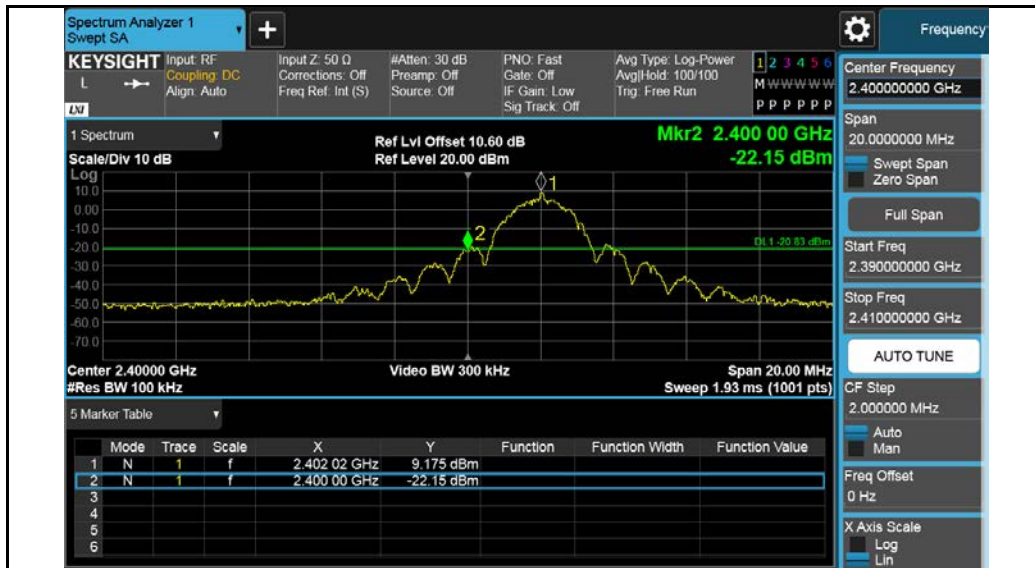 Spectrum Analyzer 1
Swept SA
+
Frequency
KEYSIGHT
L
LXI
Input: RF
Coupling: DC
Align: Auto
Input Z: 50 Ω
Corrections: Off
Freq Ref: Int (S)
#Atten: 30 dB
Preamp: Off
Source: Off
PNO: Fast
Gate: Off
IF Gain: Low
Sig Track: Off
Avg Type: Log-Power
Avg|Hold: 100/100
Trig: Free Run
1 2 3 4 5 6
M W W W W W
P P P P P P
1 Spectrum
Scale/Div 10 dB
Ref Lvl Offset 10.60 dB
Ref Level 20.00 dBm
Mkr2 2.400 00 GHz
-22.15 dBm
Log
10.0
0.00
-10.0
-20.0
-30.0
-40.0
-50.0
-60.0
-70.0
1
2
DL1 -20.83 dBm
Center 2.40000 GHz
#Res BW 100 kHz
Video BW 300 kHz
Span 20.00 MHz
Sweep 1.93 ms (1001 pts)
5 Marker Table
Mode Trace Scale X Y Function Function Width Function Value
1 N 1 f 2.402 02 GHz 9.175 dBm
2 N 1 f 2.400 00 GHz -22.15 dBm
3
4
5
6
Center Frequency
2.400000000 GHz
Span
20.0000000 MHz
Swept Span
Zero Span
Full Span
Start Freq
2.390000000 GHz
Stop Freq
2.410000000 GHz
AUTO TUNE
CF Step
2.000000 MHz
Auto
Man
Freq Offset
0 Hz
X Axis Scale
Log
Lin